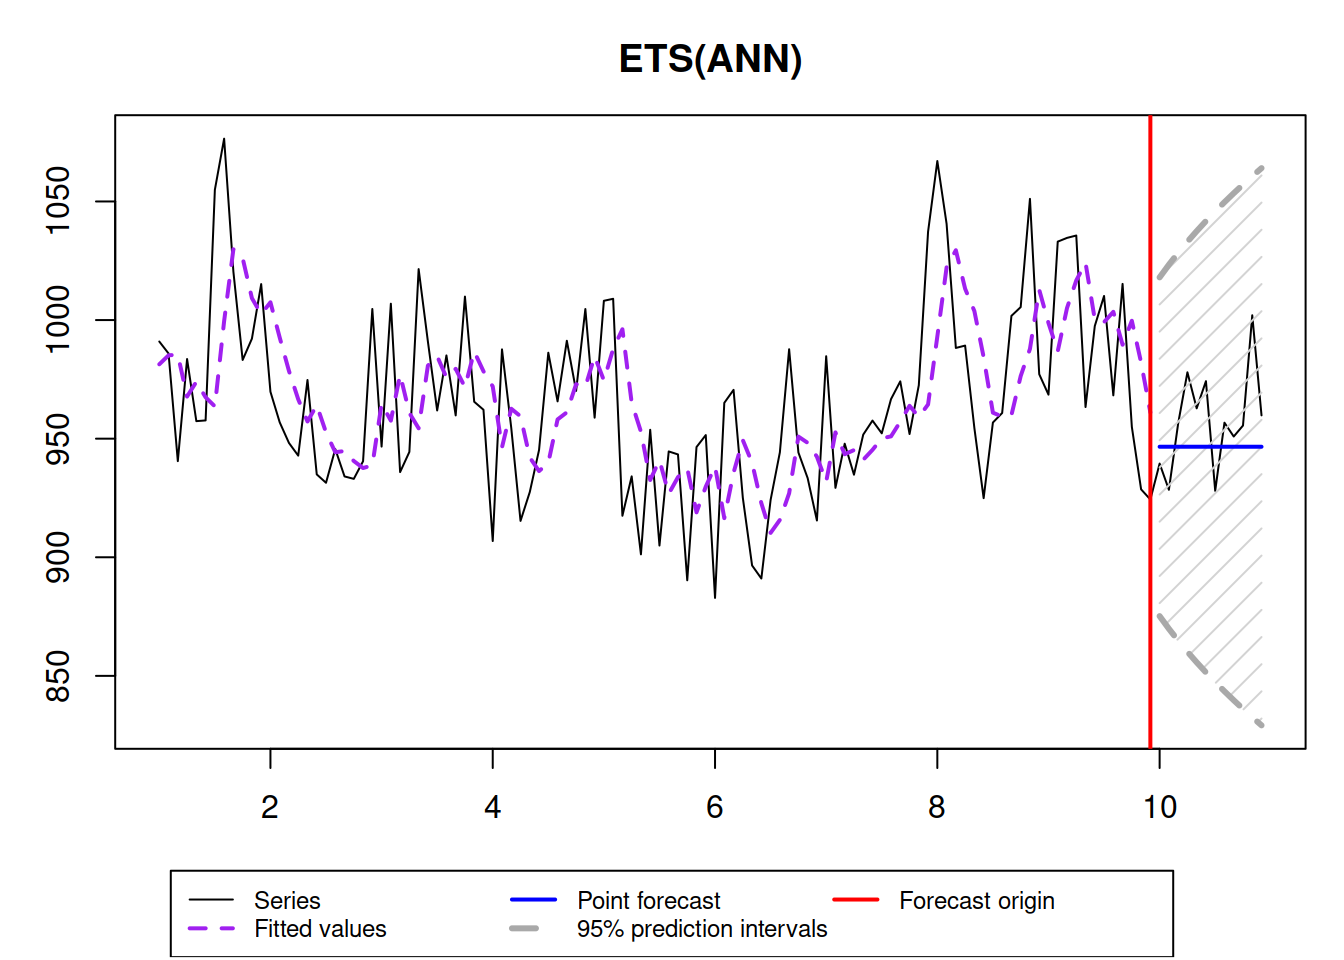 ETS(ANN)
1050
1000
950
900
850
2 4 6 8 10
Series Point forecast Forecast origin
Fitted values 95% prediction intervals